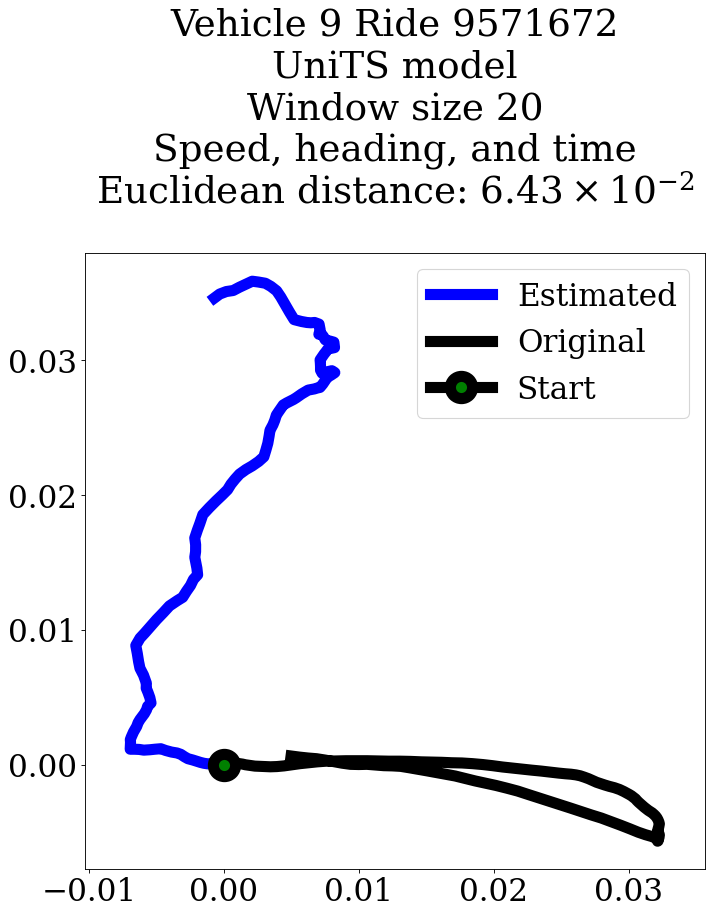 Vehicle 9 Ride 9571672
UniTS model
Window size 20
Speed, heading, and time
Euclidean distance: 6.43 × 10⁻²
Estimated
Original
Start
0.03
0.02
0.01
0.00
−0.01 0.00 0.01 0.02 0.03